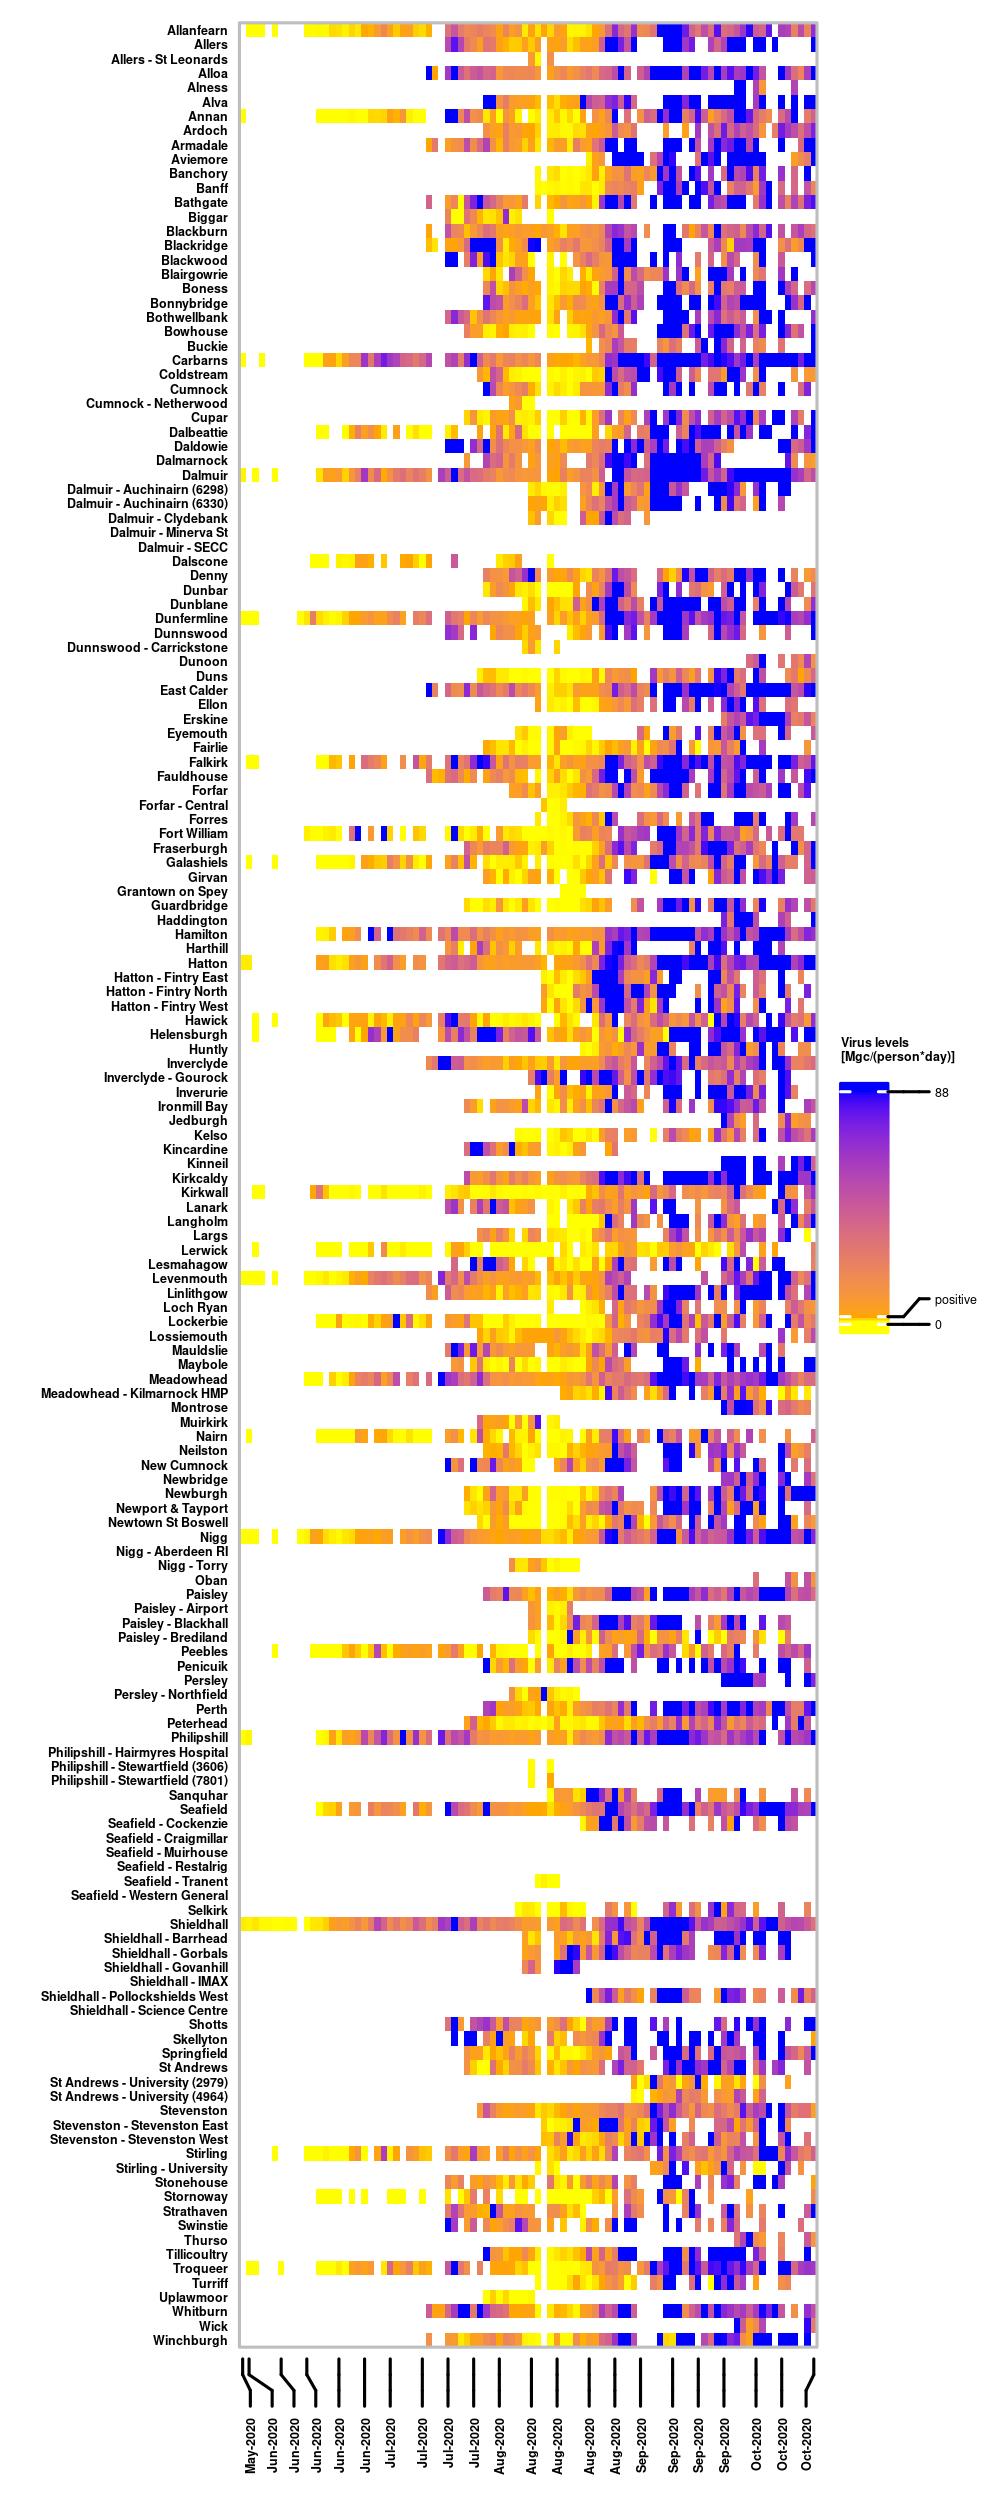 Allanfearn
Allers
Allers - St Leonards
Alloa
Alness
Alva
Annan
Ardoch
Armadale
Aviemore
Banchory
Banff
Bathgate
Biggar
Blackburn
Blackridge
Blackwood
Blairgowrie
Boness
Bonnybridge
Bothwellbank
Bowhouse
Buckie
Carbarns
Coldstream
Cumnock
Cumnock - Netherwood
Cupar
Dalbeattie
Daldowie
Dalmarnock
Dalmuir
Dalmuir - Auchinairn (6298)
Dalmuir - Auchinairn (6330)
Dalmuir - Clydebank
Dalmuir - Minerva St
Dalmuir - SECC
Dalscone
Denny
Dunbar
Dunblane
Dunfermline
Dunnswood
Dunnswood - Carrickstone
Dunoon
Duns
East Calder
Ellon
Erskine
Eyemouth
Fairlie
Falkirk
Fauldhouse
Forfar
Forfar - Central
Forres
Fort William
Fraserburgh
Galashiels
Girvan
Grantown on Spey
Guardbridge
Haddington
Hamilton
Harthill
Hatton
Hatton - Fintry East
Hatton - Fintry North
Hatton - Fintry West
Hawick
Helensburgh
Huntly
Inverclyde
Inverclyde - Gourock
Inverurie
Ironmill Bay
Jedburgh
Kelso
Kincardine
Kinneil
Kirkcaldy
Kirkwall
Lanark
Langholm
Largs
Lerwick
Lesmahagow
Levenmouth
Linlithgow
Loch Ryan
Lockerbie
Lossiemouth
Mauldslie
Maybole
Meadowhead
Meadowhead - Kilmarnock HMP
Montrose
Muirkirk
Nairn
Neilston
New Cumnock
Newbridge
Newburgh
Newport & Tayport
Newtown St Boswell
Nigg
Nigg - Aberdeen RI
Nigg - Torry
Oban
Paisley
Paisley - Airport
Paisley - Blackhall
Paisley - Brediland
Peebles
Penicuik
Persley
Persley - Northfield
Perth
Peterhead
Philipshill
Philipshill - Hairmyres Hospital
Philipshill - Stewartfield (3606)
Philipshill - Stewartfield (7801)
Sanquhar
Seafield
Seafield - Cockenzie
Seafield - Craigmillar
Seafield - Muirhouse
Seafield - Restalrig
Seafield - Tranent
Seafield - Western General
Selkirk
Shieldhall
Shieldhall - Barrhead
Shieldhall - Gorbals
Shieldhall - Govanhill
Shieldhall - IMAX
Shieldhall - Pollockshields West
Shieldhall - Science Centre
Shotts
Skellyton
Springfield
St Andrews
St Andrews - University (2979)
St Andrews - University (4964)
Stevenston
Stevenston - Stevenston East
Stevenston - Stevenston West
Stirling
Stirling - University
Stonehouse
Stornoway
Strathaven
Swinstie
Thurso
Tillicoultry
Troqueer
Turriff
Uplawmoor
Whitburn
Wick
Winchburgh
Virus levels
[Mgc/(person*day)]
88
positive
0
May-2020
Jun-2020
Jun-2020
Jun-2020
Jun-2020
Jun-2020
Jul-2020
Jul-2020
Jul-2020
Jul-2020
Aug-2020
Aug-2020
Aug-2020
Aug-2020
Aug-2020
Sep-2020
Sep-2020
Sep-2020
Sep-2020
Oct-2020
Oct-2020
Oct-2020